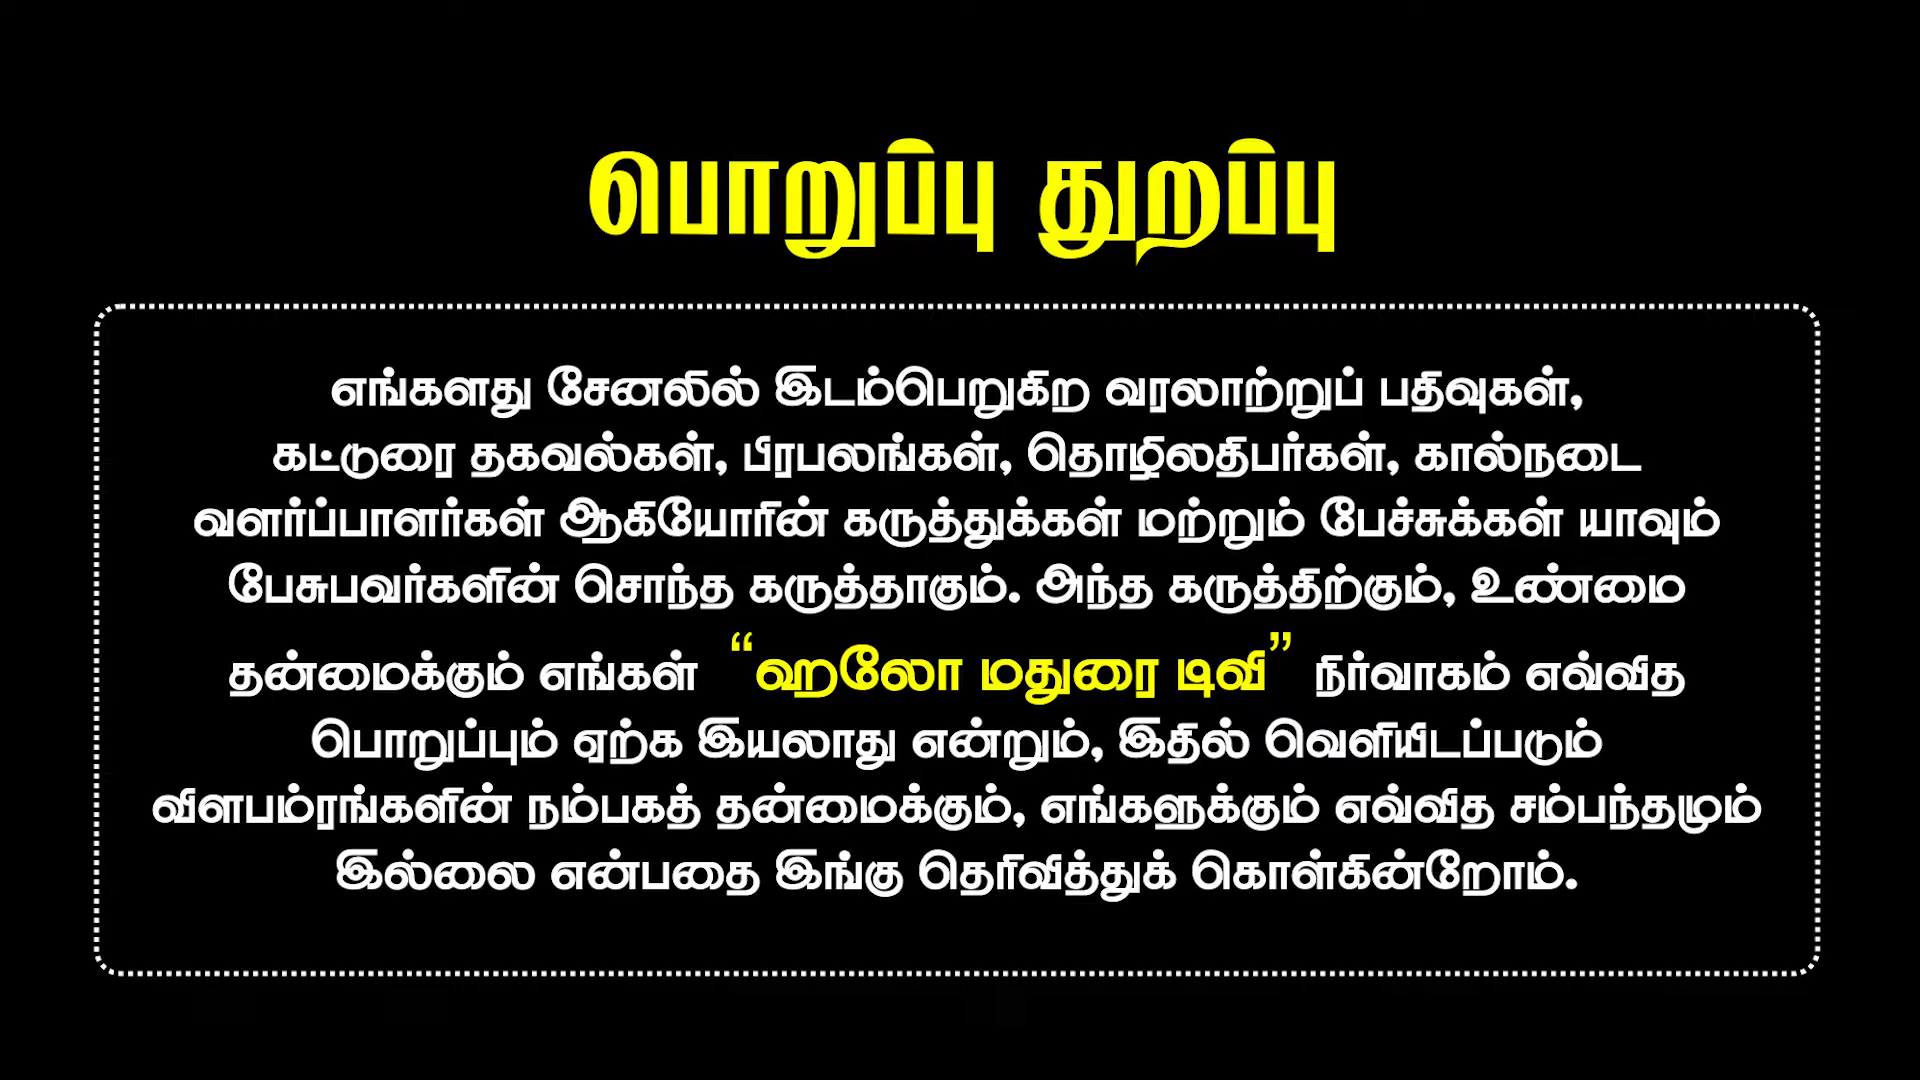 பொறுப்பு துறப்பு
எங்களது சேனலில் இடம்பெறுகிற வரலாற்றுப் பதிவுகள்,
கட்டுரை தகவல்கள், பிரபலங்கள், தொழிலதிபர்கள், கால்நடை
வளர்ப்பாளர்கள் ஆகியோரின் கருத்துக்கள் மற்றும் பேச்சுக்கள் யாவும்
பேசுபவர்களின் சொந்த கருத்தாகும். அந்த கருத்திற்கும், உண்மை
தன்மைக்கும் எங்கள் “ஹலோ மதுரை டிவி” நிர்வாகம் எவ்வித
பொறுப்பும் ஏற்க இயலாது என்றும், இதில் வெளியிடப்படும்
விளபம்ரங்களின் நம்பகத் தன்மைக்கும், எங்களுக்கும் எவ்வித சம்பந்தமும்
இல்லை என்பதை இங்கு தெரிவித்துக் கொள்கின்றோம்.